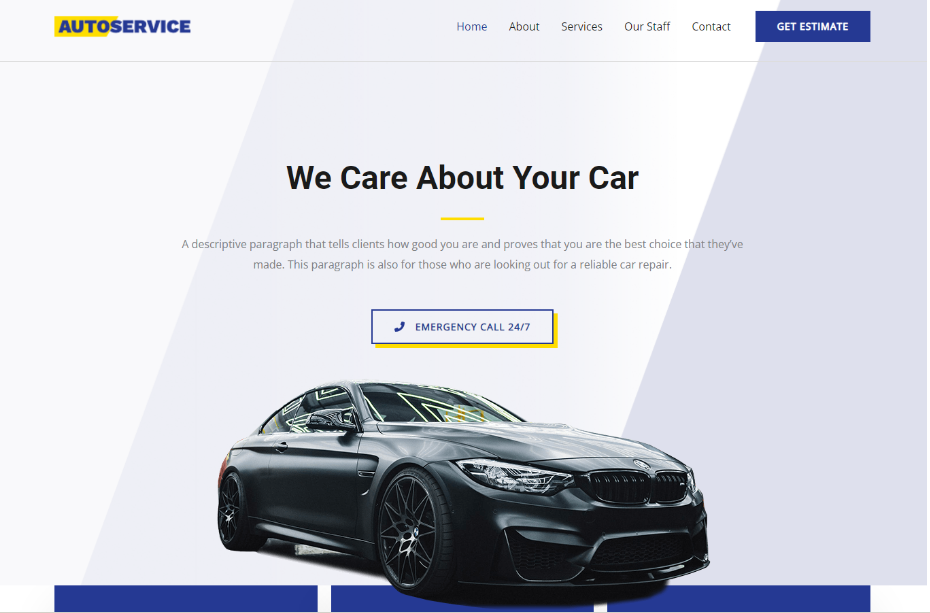 AUTOSERVICE
Home About Services Our Staff Contact GET ESTIMATE
We Care About Your Car
A descriptive paragraph that tells clients how good you are and proves that you are the best choice that they've
made. This paragraph is also for those who are looking out for a reliable car repair.
EMERGENCY CALL 24/7